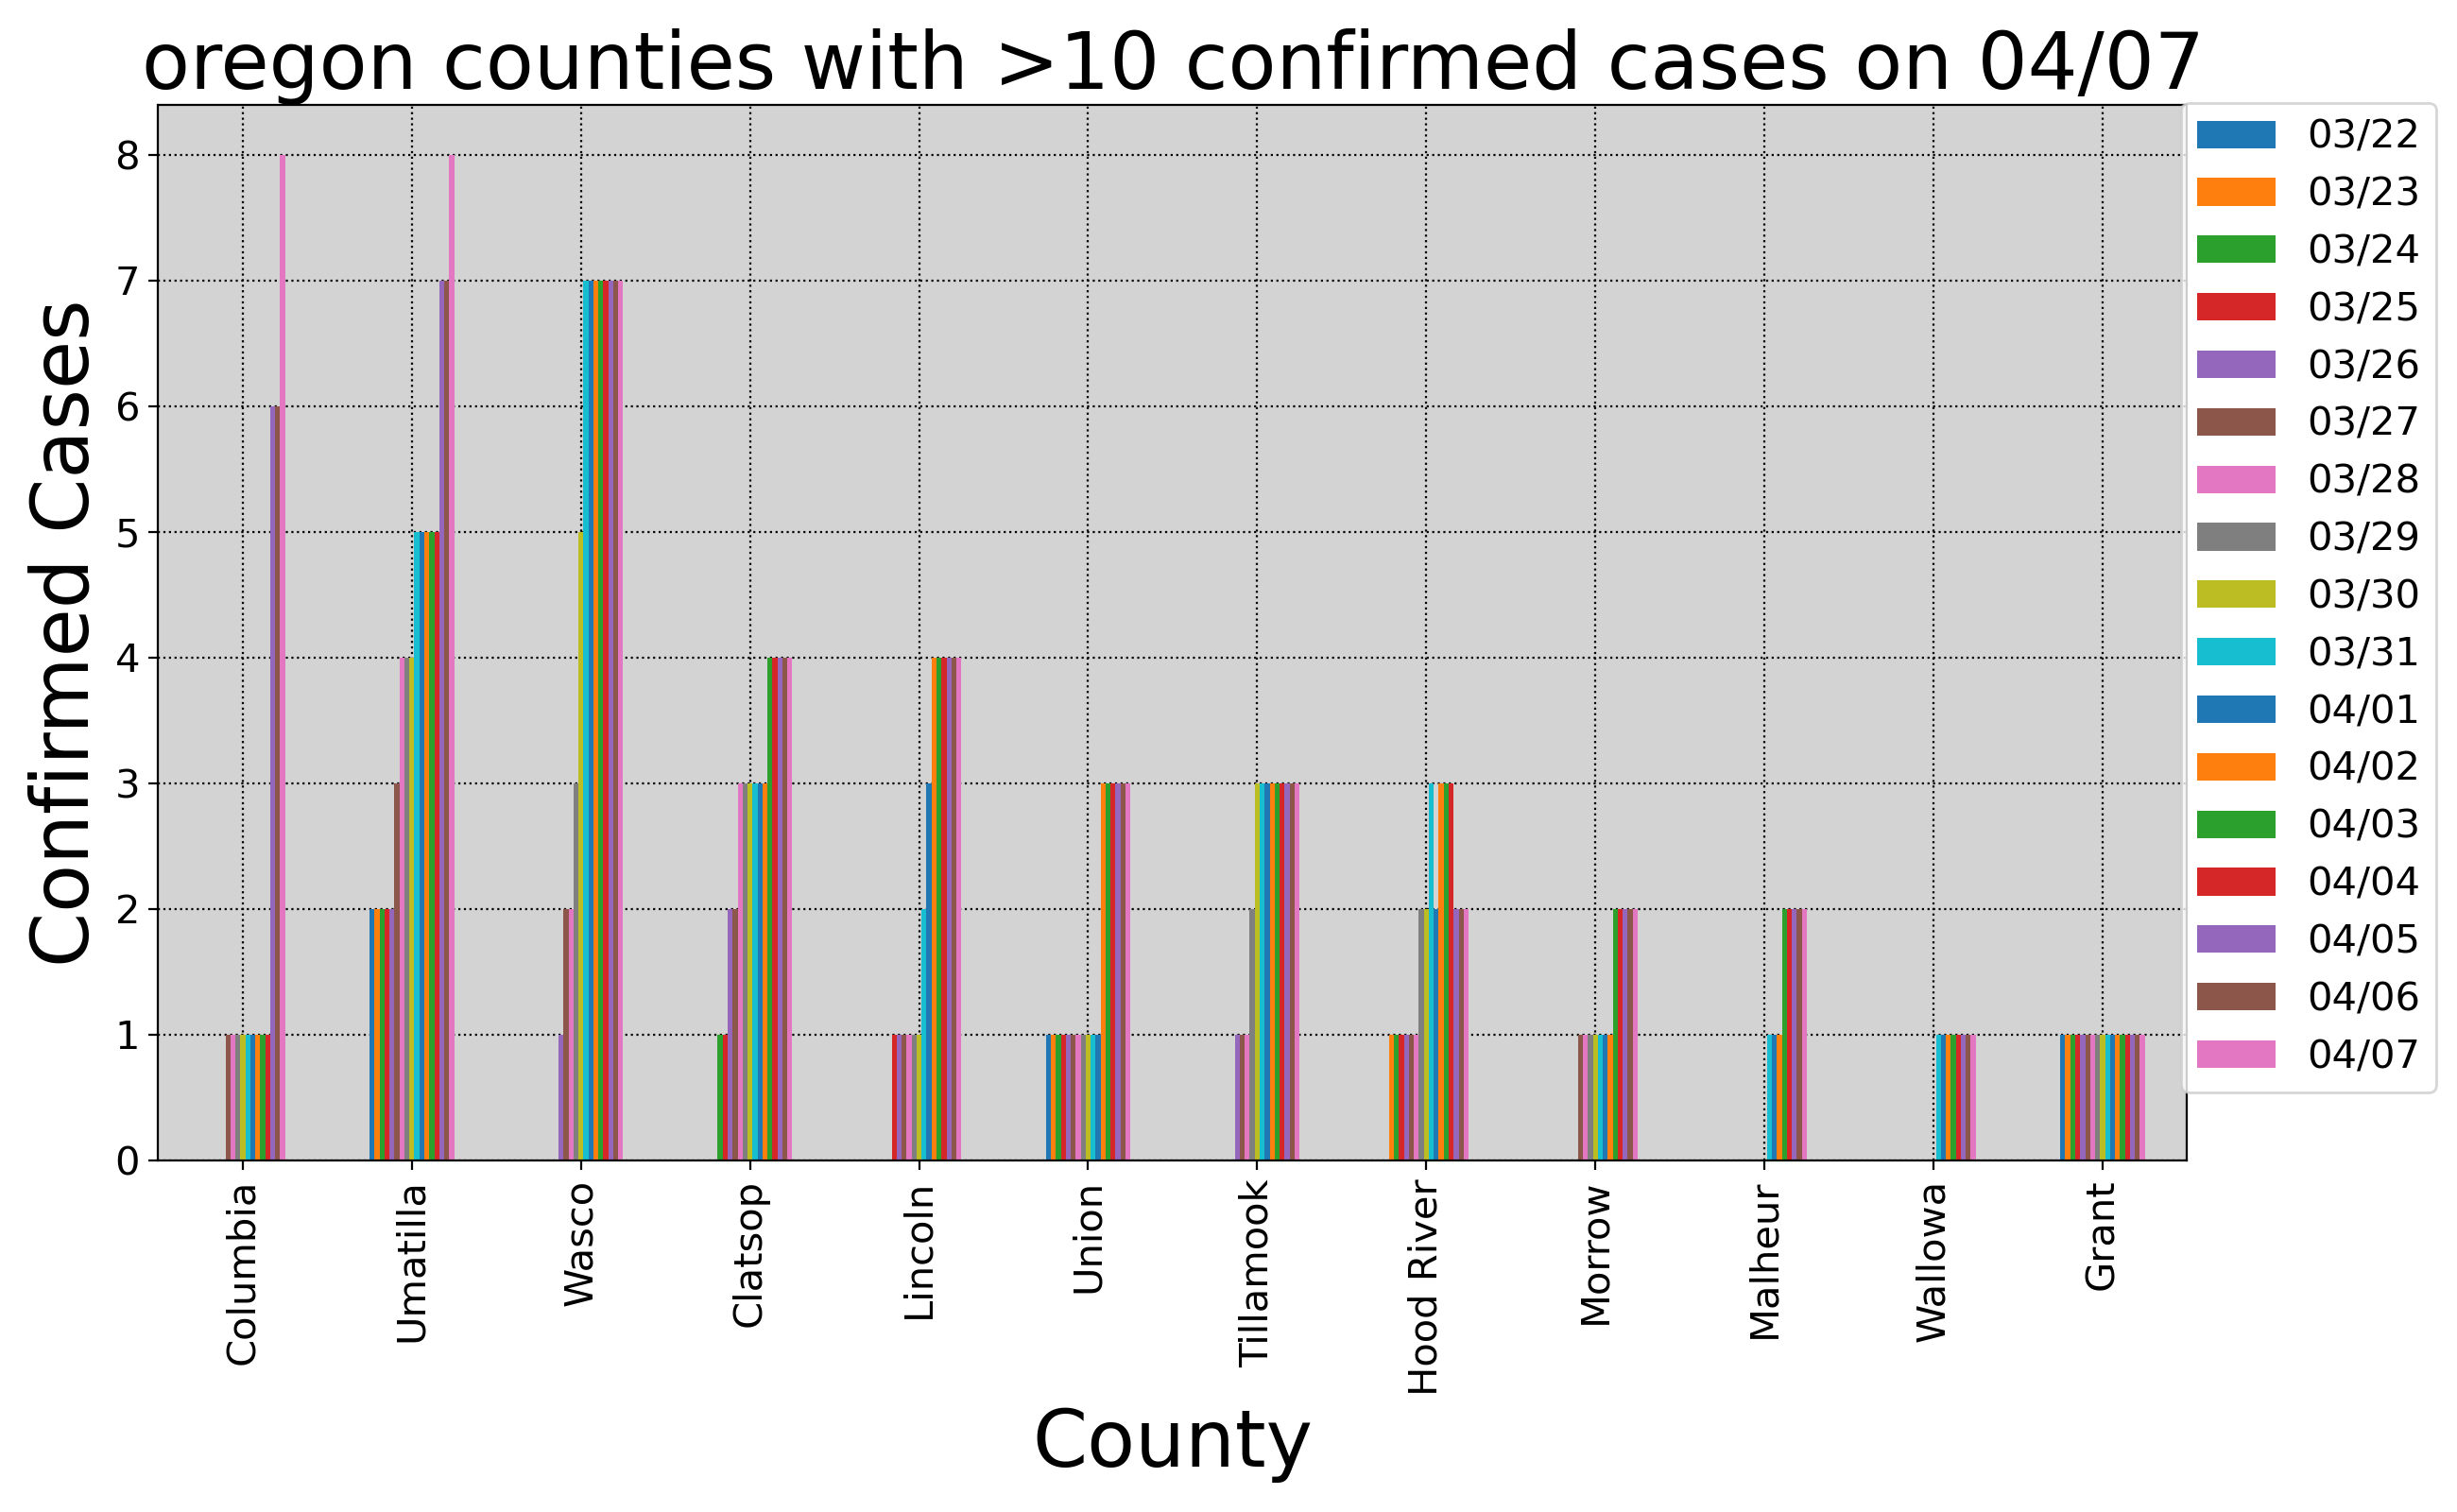 oregon counties with >10 confirmed cases on 04/07
Confirmed Cases
8
7
6
5
4
3
2
1
0
Columbia
Umatilla
Wasco
Clatsop
Lincoln
Union
Tillamook
Hood River
Morrow
Malheur
Wallowa
Grant
County
03/22
03/23
03/24
03/25
03/26
03/27
03/28
03/29
03/30
03/31
04/01
04/02
04/03
04/04
04/05
04/06
04/07